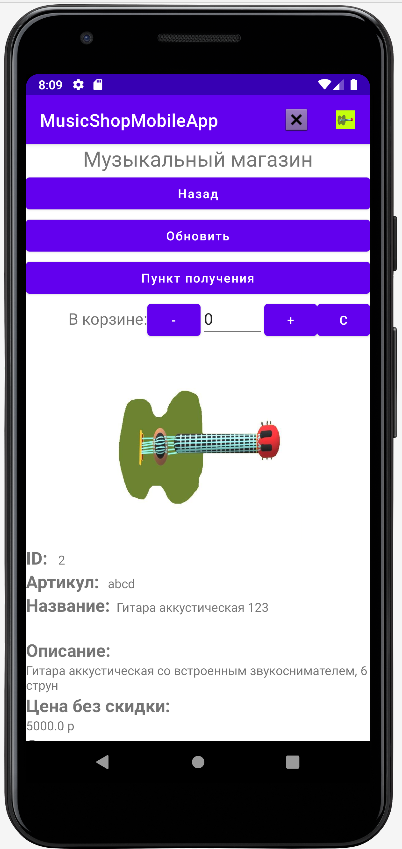 8:09
MusicShopMobileApp
Музыкальный магазин
Назад
Обновить
Пункт получения
В корзине: - 0 + C
ID: 2
Артикул: abcd
Название: Гитара аккустическая 123
Описание:
Гитара аккустическая со встроенным звукоснимателем, 6
струн
Цена без скидки:
5000.0 р